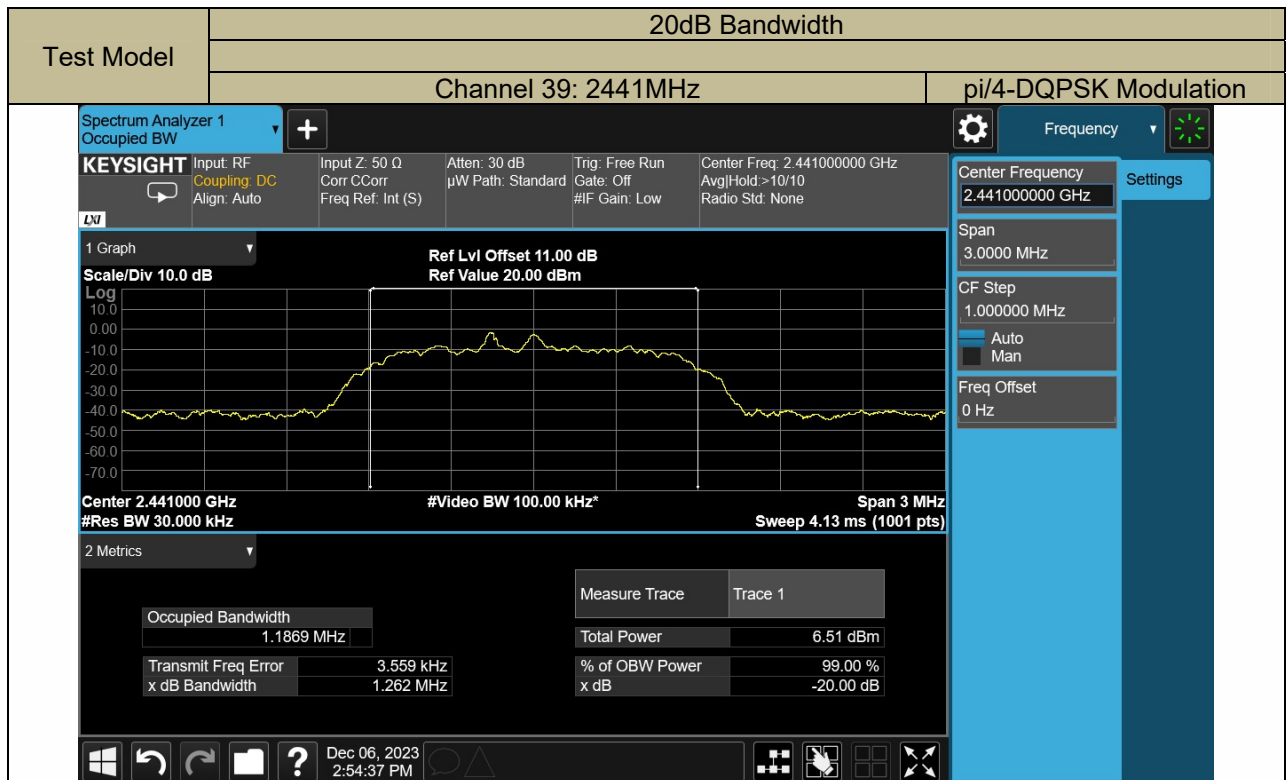 20dB Bandwidth
Test Model
Channel 39: 2441MHz
pi/4-DQPSK Modulation
Spectrum Analyzer 1
Occupied BW
+
Frequency
KEYSIGHT
LXI
Input: RF
Coupling: DC
Align: Auto
Input Z: 50 Ω
Corr CCorr
Freq Ref: Int (S)
Atten: 30 dB
µW Path: Standard
Trig: Free Run
Gate: Off
#IF Gain: Low
Center Freq: 2.441000000 GHz
Avg|Hold:>10/10
Radio Std: None
Center Frequency
2.441000000 GHz
Settings
Span
3.0000 MHz
CF Step
1.000000 MHz
Auto
Man
Freq Offset
0 Hz
1 Graph
Scale/Div 10.0 dB
Ref Lvl Offset 11.00 dB
Ref Value 20.00 dBm
Log
10.0
0.00
-10.0
-20.0
-30.0
-40.0
-50.0
-60.0
-70.0
Center 2.441000 GHz
#Video BW 100.00 kHz*
Span 3 MHz
#Res BW 30.000 kHz
Sweep 4.13 ms (1001 pts)
2 Metrics
Measure Trace
Trace 1
Occupied Bandwidth
1.1869 MHz
Total Power
6.51 dBm
Transmit Freq Error
3.559 kHz
% of OBW Power
99.00 %
x dB Bandwidth
1.262 MHz
x dB
-20.00 dB
?
Dec 06, 2023
2:54:37 PM